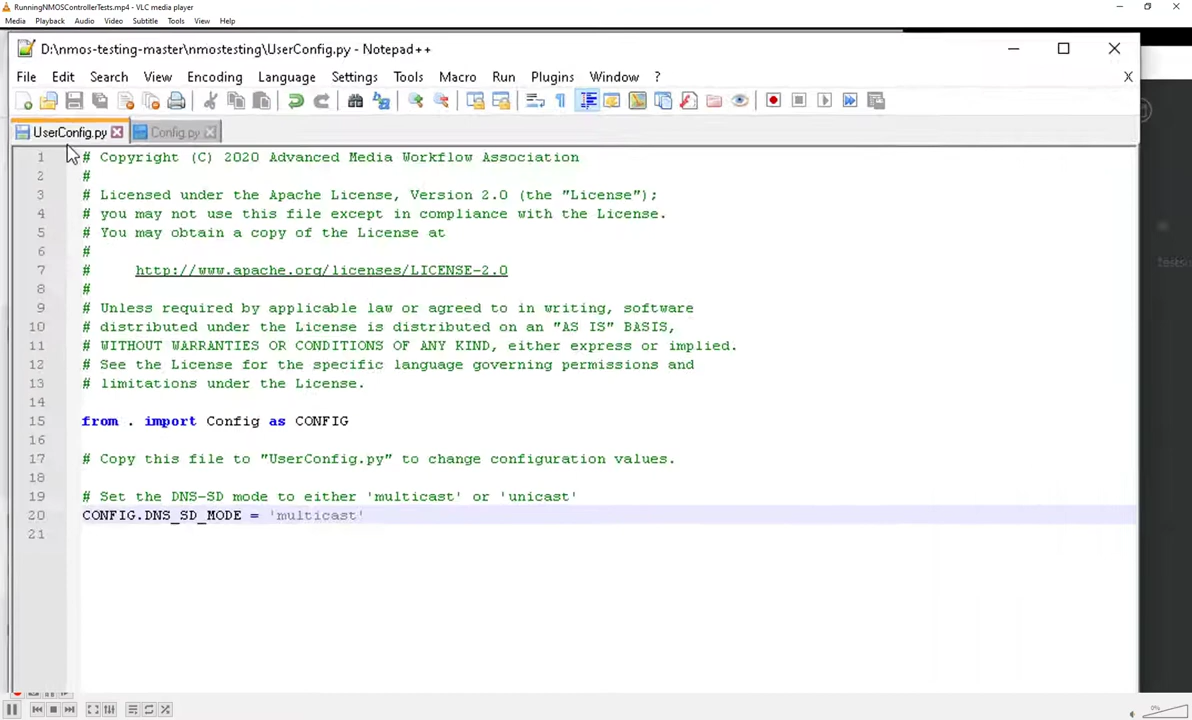 RunningNMOSControllerTests.mp4 - VLC media player
Media Playback Audio Video Subtitle Tools View Help
D:\nmos-testing-master\nmostesting\UserConfig.py - Notepad++
File Edit Search View Encoding Language Settings Tools Macro Run Plugins Window ? X
UserConfig.py Config.py
1 # Copyright (C) 2020 Advanced Media Workflow Association
2 #
3 # Licensed under the Apache License, Version 2.0 (the "License");
4 # you may not use this file except in compliance with the License.
5 # You may obtain a copy of the License at
6 #
7 # http://www.apache.org/licenses/LICENSE-2.0
8 #
9 # Unless required by applicable law or agreed to in writing, software
10 # distributed under the License is distributed on an "AS IS" BASIS,
11 # WITHOUT WARRANTIES OR CONDITIONS OF ANY KIND, either express or implied.
12 # See the License for the specific language governing permissions and
13 # limitations under the License.
14
15 from . import Config as CONFIG
16
17 # Copy this file to "UserConfig.py" to change configuration values.
18
19 # Set the DNS-SD mode to either 'multicast' or 'unicast'
20 CONFIG.DNS_SD_MODE = 'multicast'
21
0%